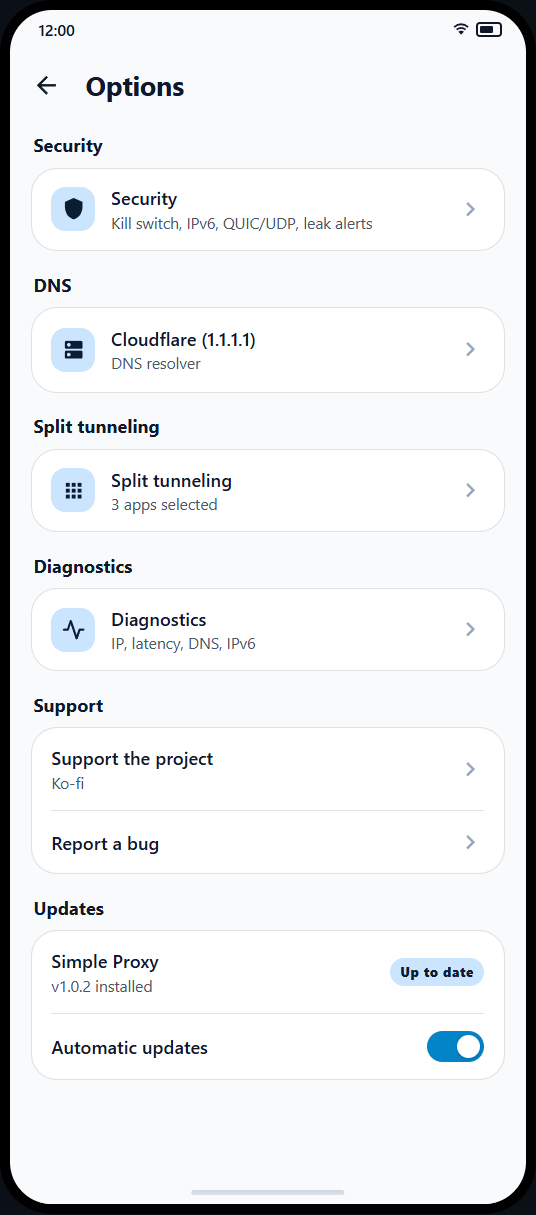 12:00
Options
Security
Security
Kill switch, IPv6, QUIC/UDP, leak alerts
DNS
Cloudflare (1.1.1.1)
DNS resolver
Split tunneling
Split tunneling
3 apps selected
Diagnostics
Diagnostics
IP, latency, DNS, IPv6
Support
Support the project
Ko-fi
Report a bug
Updates
Simple Proxy
v1.0.2 installed
Up to date
Automatic updates